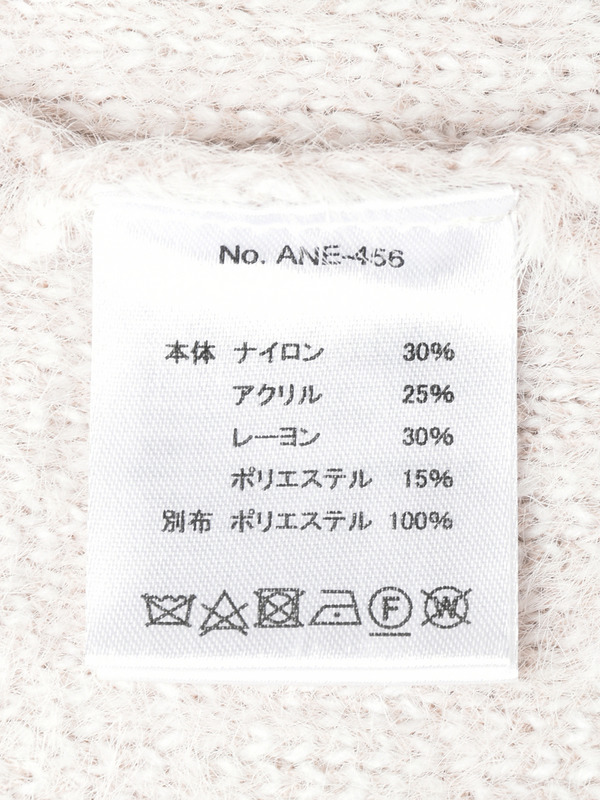 No. ANE-456
本体 ナイロン 30%
アクリル 25%
レーヨン 30%
ポリエステル 15%
別布 ポリエステル 100%
F W